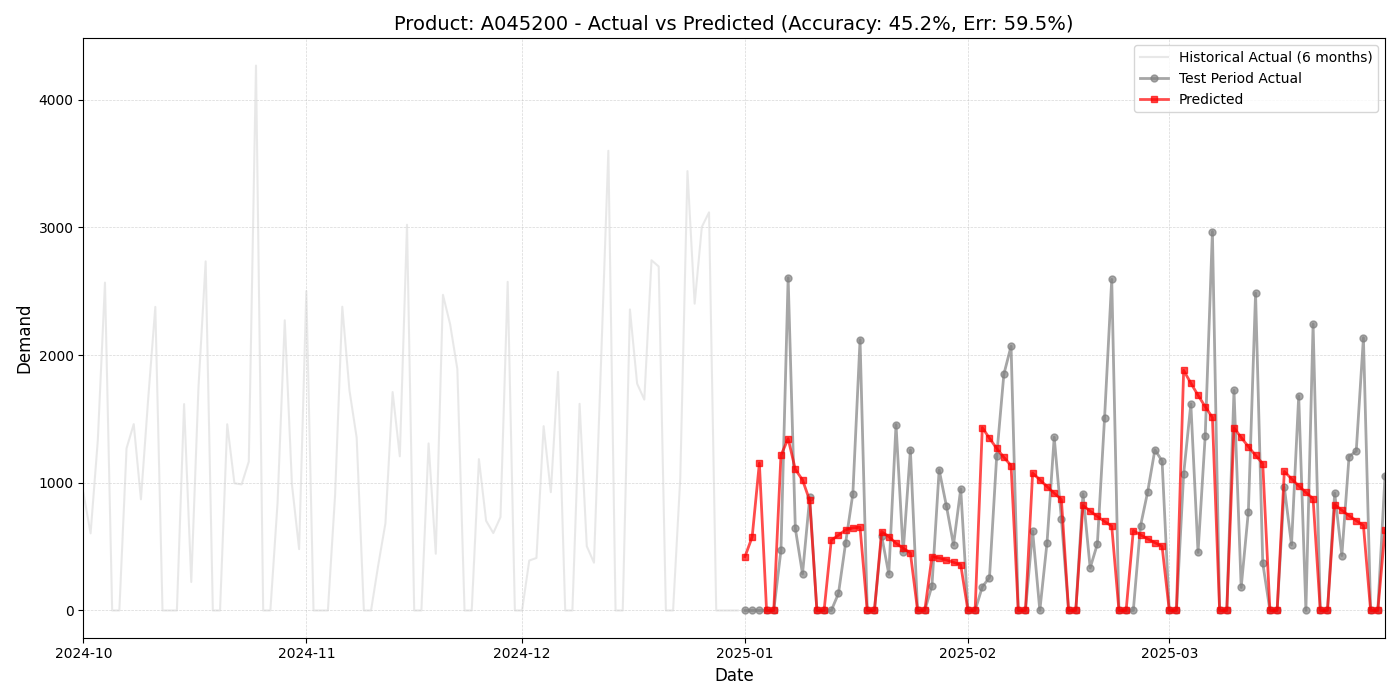 Product: A045200 - Actual vs Predicted (Accuracy: 45.2%, Err: 59.5%)
Historical Actual (6 months)
Test Period Actual
Predicted
Demand
4000
3000
2000
1000
0
2024-10
2024-11
2024-12
2025-01
2025-02
2025-03
Date